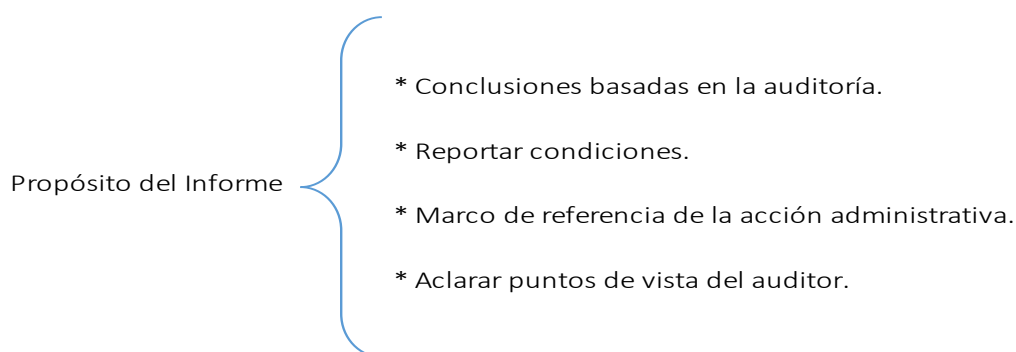 Propósito del Informe
* Conclusiones basadas en la auditoría.
* Reportar condiciones.
* Marco de referencia de la acción administrativa.
* Aclarar puntos de vista del auditor.